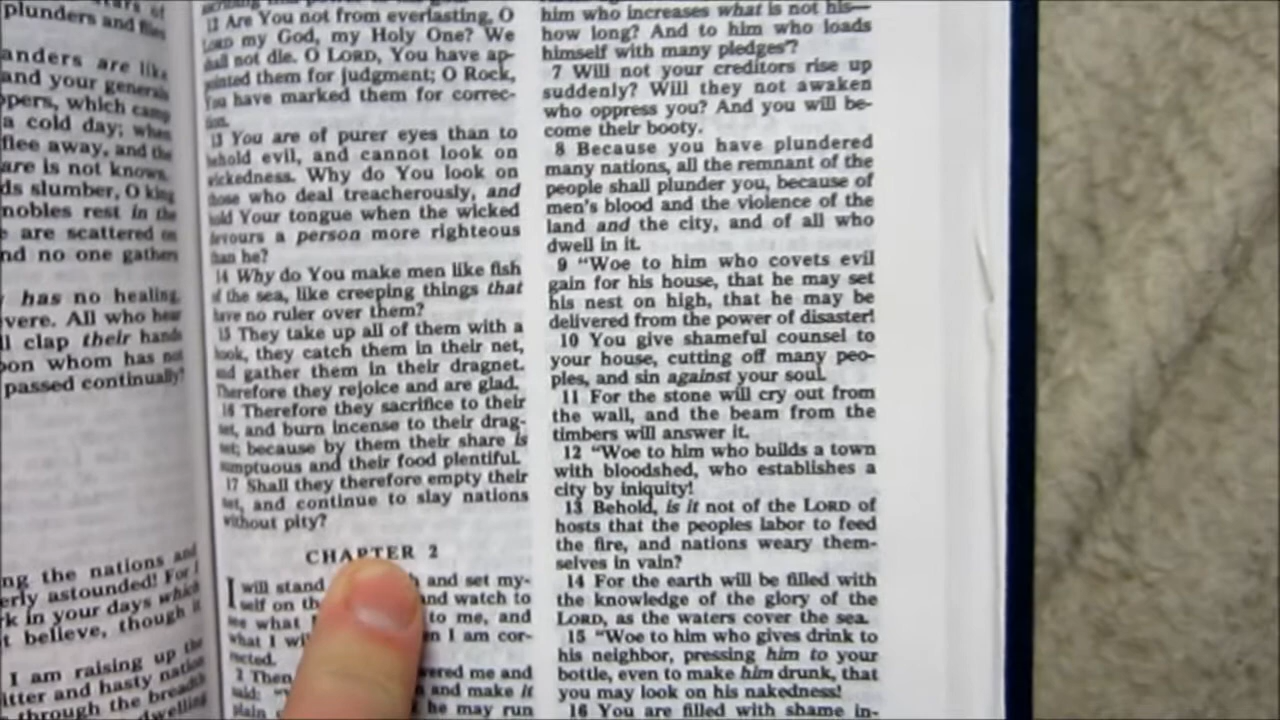 plunders and flies
anders are like
and your generals
which camp
a cold day; when
flee away, and the
are is not known.
slumber, O king
nobles rest in the
are scattered on
no one gathers
has no healing,
All who hear
clap their hands
whom has not
passed continually?
the nations and
astounded! For I
in your days which
believe, though it
I am raising up the
and hasty nation
through the breadth
dwelling
12 Are You not from everlasting, O
LORD my God, my Holy One? We
shall not die. O LORD, You have ap-
pointed them for judgment; O Rock,
You have marked them for correc-
tion.
13 You are of purer eyes than to
behold evil, and cannot look on
wickedness. Why do You look on
those who deal treacherously, and
hold Your tongue when the wicked
devours a person more righteous
than he?
14 Why do You make men like fish
of the sea, like creeping things that
have no ruler over them?
15 They take up all of them with a
hook, they catch them in their net,
and gather them in their dragnet.
Therefore they rejoice and are glad.
16 Therefore they sacrifice to their
net, and burn incense to their drag-
net; because by them their share is
sumptuous and their food plentiful.
17 Shall they therefore empty their
net, and continue to slay nations
without pity?
CHAPTER 2
I will stand and set my-
self on and watch to
see what to me, and
what I I am cor-
rected.
2 Then me and
said: and make it
plain he may run
him who increases what is not his—
how long? And to him who loads
himself with many pledges'?
7 Will not your creditors rise up
suddenly? Will they not awaken
who oppress you? And you will be-
come their booty.
8 Because you have plundered
many nations, all the remnant of the
people shall plunder you, because of
men's blood and the violence of the
land and the city, and of all who
dwell in it.
9 "Woe to him who covets evil
gain for his house, that he may set
his nest on high, that he may be
delivered from the power of disaster!
10 You give shameful counsel to
your house, cutting off many peo-
ples, and sin against your soul.
11 For the stone will cry out from
the wall, and the beam from the
timbers will answer it.
12 "Woe to him who builds a town
with bloodshed, who establishes a
city by iniquity!
13 Behold, is it not of the LORD of
hosts that the peoples labor to feed
the fire, and nations weary them-
selves in vain?
14 For the earth will be filled with
the knowledge of the glory of the
LORD, as the waters cover the sea.
15 "Woe to him who gives drink to
his neighbor, pressing him to your
bottle, even to make him drunk, that
you may look on his nakedness!
16 You are filled with shame in-